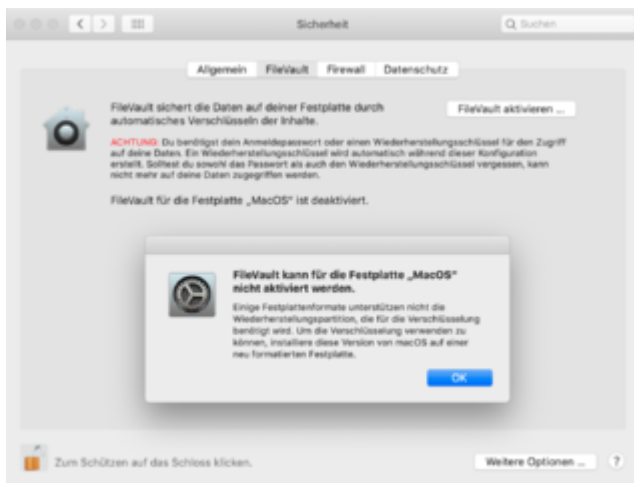 Sicherheit
Suchen
Allgemein FileVault Firewall Datenschutz
FileVault sichert die Daten auf deiner Festplatte durch
automatisches Verschlüsseln der Inhalte.
FileVault aktivieren ...
ACHTUNG: Du benötigst dein Anmeldepasswort oder einen Wiederherstellungsschlüssel für den Zugriff
auf deine Daten. Ein Wiederherstellungsschlüssel wird automatisch während dieser Konfiguration
erstellt. Solltest du sowohl das Passwort als auch den Wiederherstellungsschlüssel vergessen, kann
nicht mehr auf deine Daten zugegriffen werden.
FileVault für die Festplatte „MacOS“ ist deaktiviert.
FileVault kann für die Festplatte „MacOS“
nicht aktiviert werden.
Einige Festplattenformate unterstützen nicht die
Wiederherstellungspartition, die für die Verschlüsselung
benötigt wird. Um die Verschlüsselung verwenden zu
können, installiere diese Version von macOS auf einer
neu formatierten Festplatte.
OK
Zum Schützen auf das Schloss klicken.
Weitere Optionen ...
?